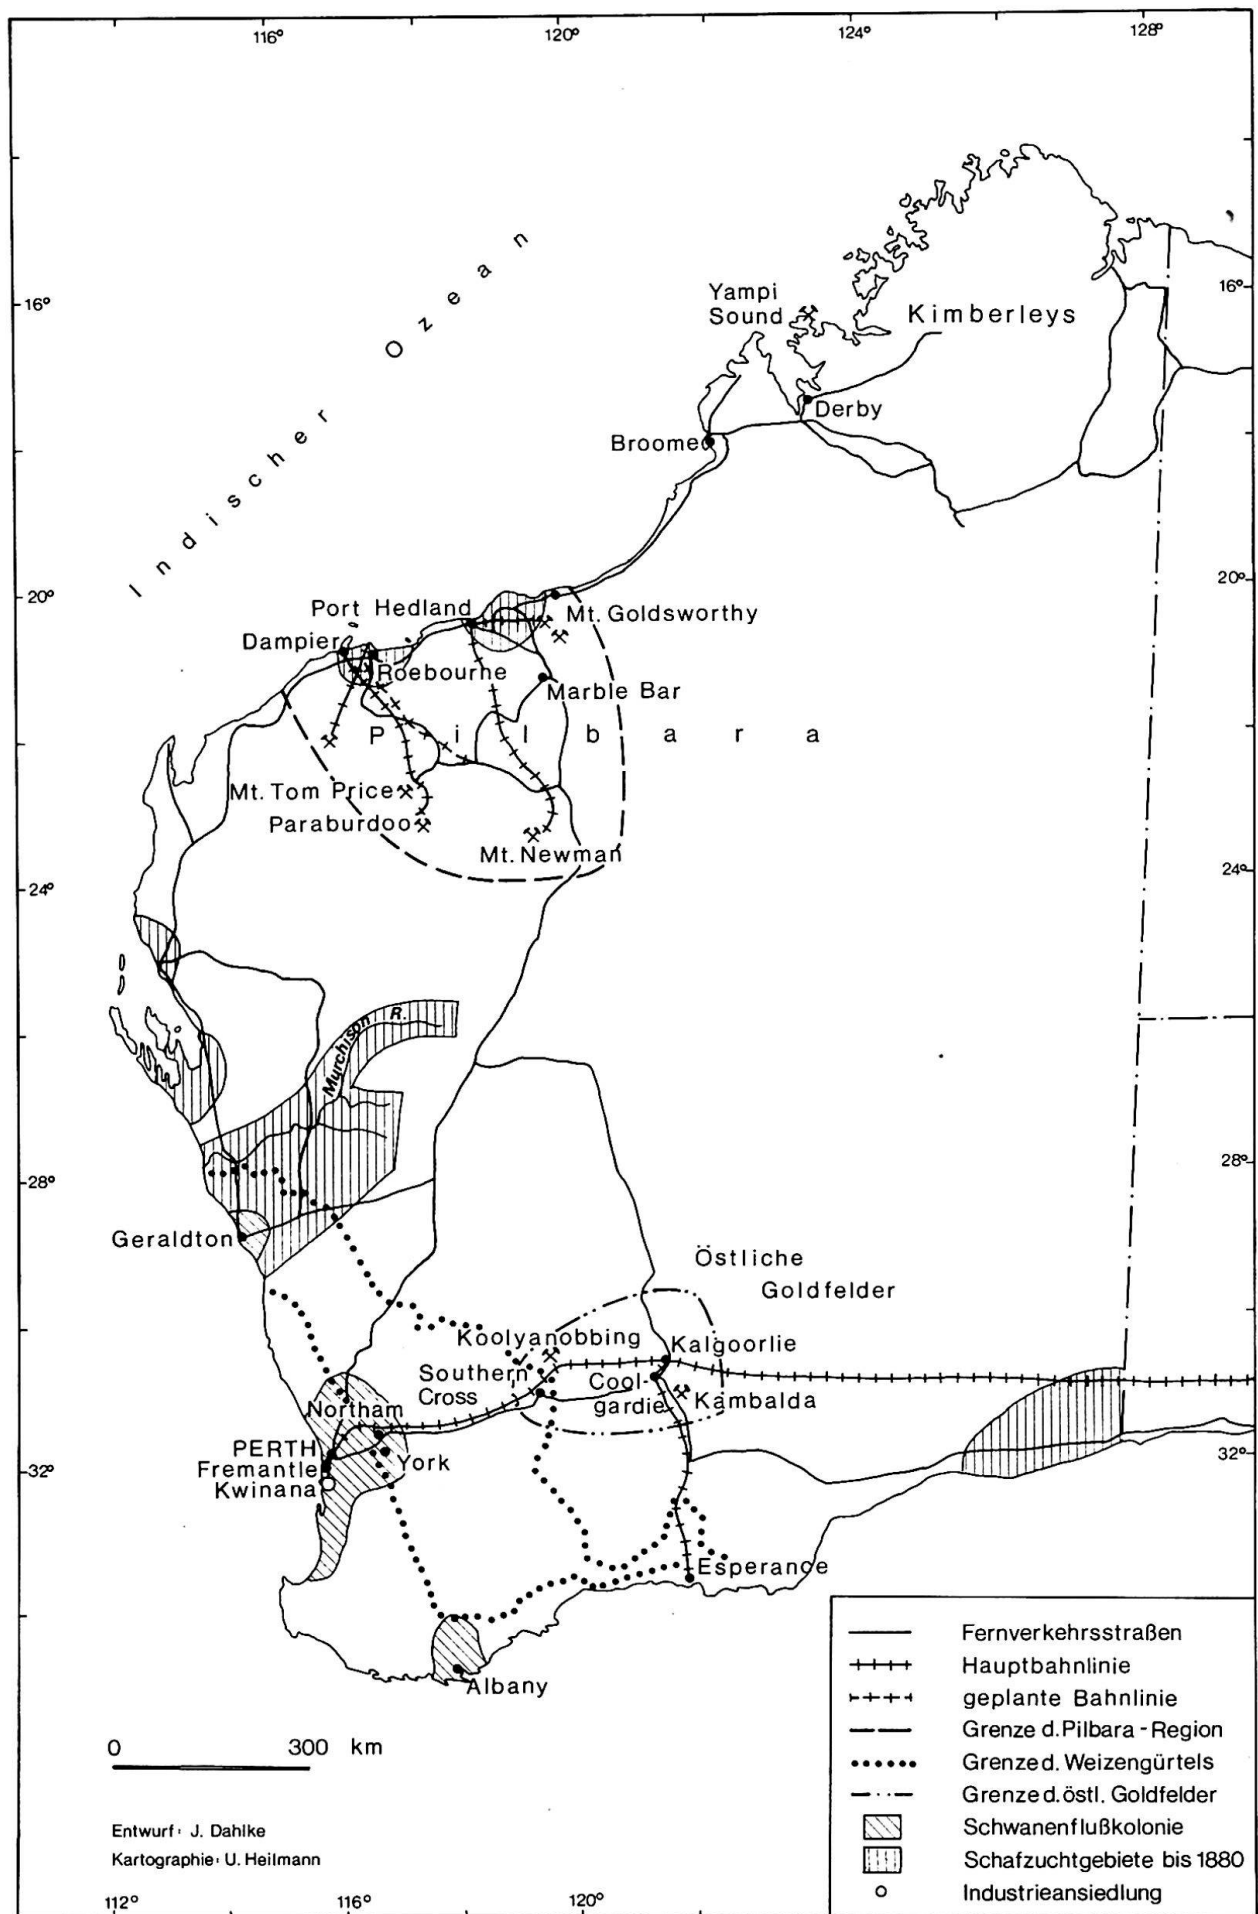 116° 120° 124° 128°
Indischer Ozean
Yampi
Sound
Kimberleys
16° 16°
Derby
Broome
20° 20°
Port Hedland
Mt. Goldsworthy
Dampier
Roebourne
Marble Bar
Pilbara
Mt. Tom Price
Paraburdoo
Mt. Newman
24° 24°
Murchison R.
28° 28°
Geraldton
Östliche
Goldfelder
Koolyanobbing
Kalgoorlie
Southern
Cross
Cool-
gardie
Kambalda
Northam
PERTH
York
Fremantle
Kwinana
32° 32°
Esperance
Albany
0 300 km
Entwurf: J. Dahlke
Kartographie: U. Heilmann
112° 116° 120°
Fernverkehrsstraßen
Hauptbahnlinie
geplante Bahnlinie
Grenze d. Pilbara-Region
Grenze d. Weizengürtels
Grenze d. östl. Goldfelder
Schwanenflußkolonie
Schafzuchtgebiete bis 1880
Industrieansiedlung